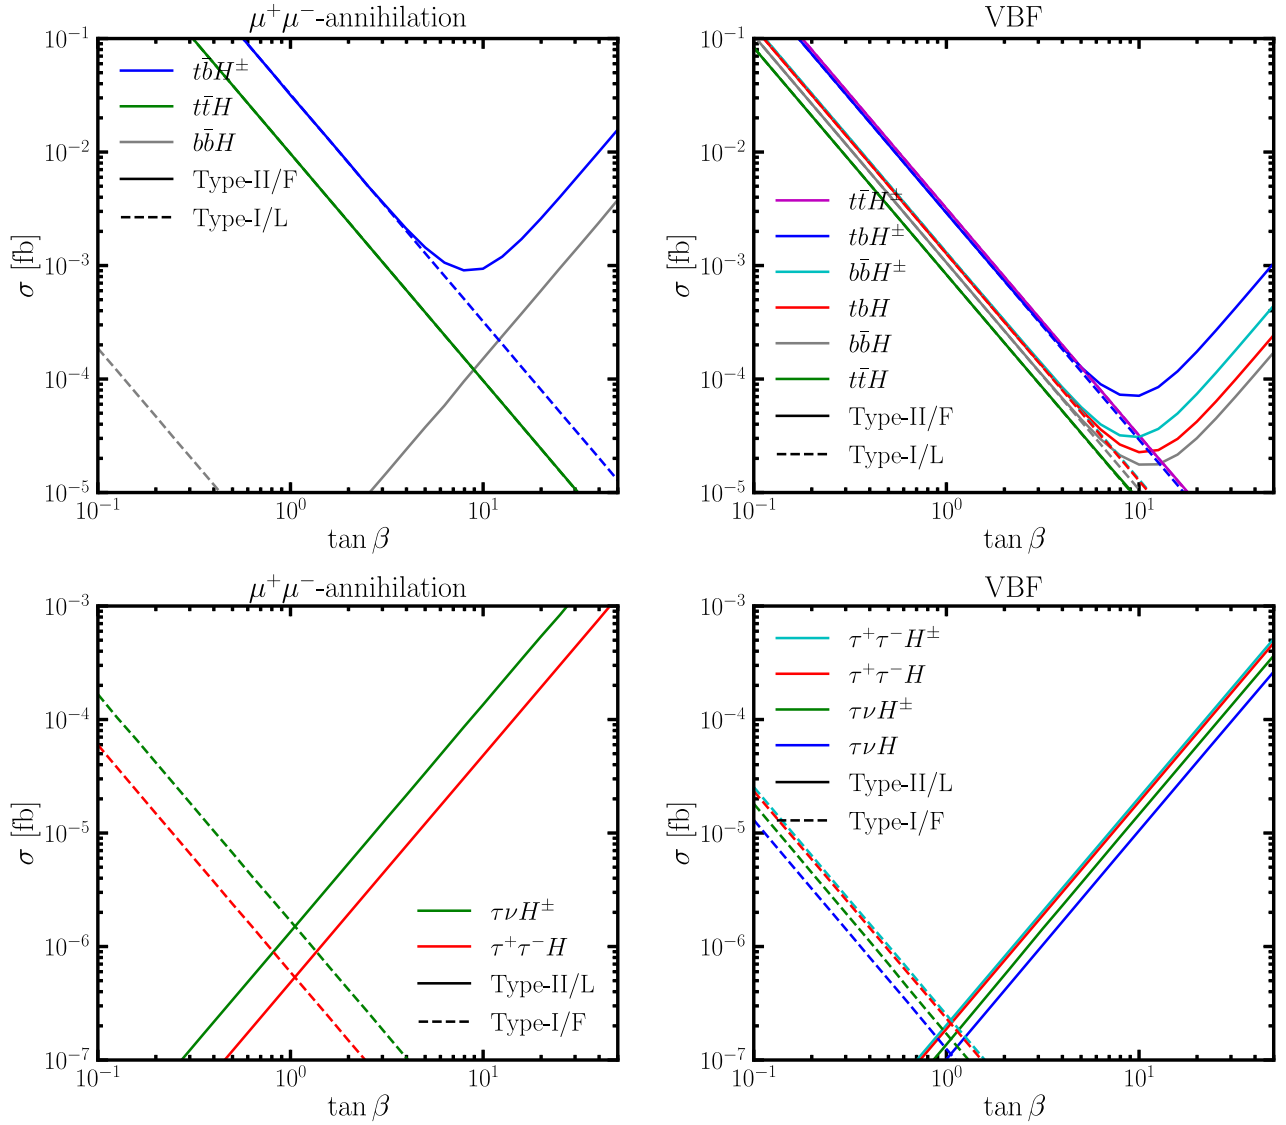 μ⁺μ⁻-annihilation
10⁻¹
10⁻²
10⁻³
10⁻⁴
10⁻⁵
σ [fb]
tb̄H±
tt̄H
bb̄H
Type-II/F
Type-I/L
10⁻¹ 10⁰ 10¹
tan β
VBF
10⁻¹
10⁻²
10⁻³
10⁻⁴
10⁻⁵
σ [fb]
tt̄H±
tbH±
bb̄H±
tbH
bb̄H
tt̄H
Type-II/F
Type-I/L
10⁻¹ 10⁰ 10¹
tan β
μ⁺μ⁻-annihilation
10⁻³
10⁻⁴
10⁻⁵
10⁻⁶
10⁻⁷
σ [fb]
τνH±
τ⁺τ⁻H
Type-II/L
Type-I/F
10⁻¹ 10⁰ 10¹
tan β
VBF
10⁻³
10⁻⁴
10⁻⁵
10⁻⁶
10⁻⁷
σ [fb]
τ⁺τ⁻H±
τ⁺τ⁻H
τνH±
τνH
Type-II/L
Type-I/F
10⁻¹ 10⁰ 10¹
tan β